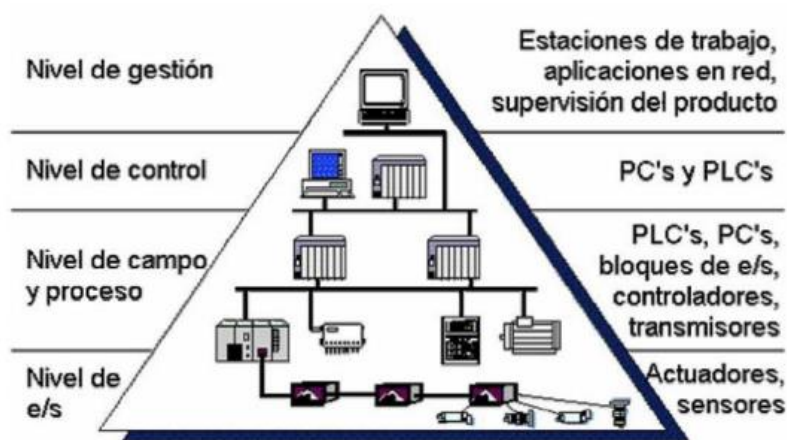 Nivel de gestión
Estaciones de trabajo,
aplicaciones en red,
supervisión del producto
Nivel de control
PC's y PLC's
Nivel de campo
y proceso
PLC's, PC's,
bloques de e/s,
controladores,
transmisores
Nivel de
e/s
Actuadores,
sensores